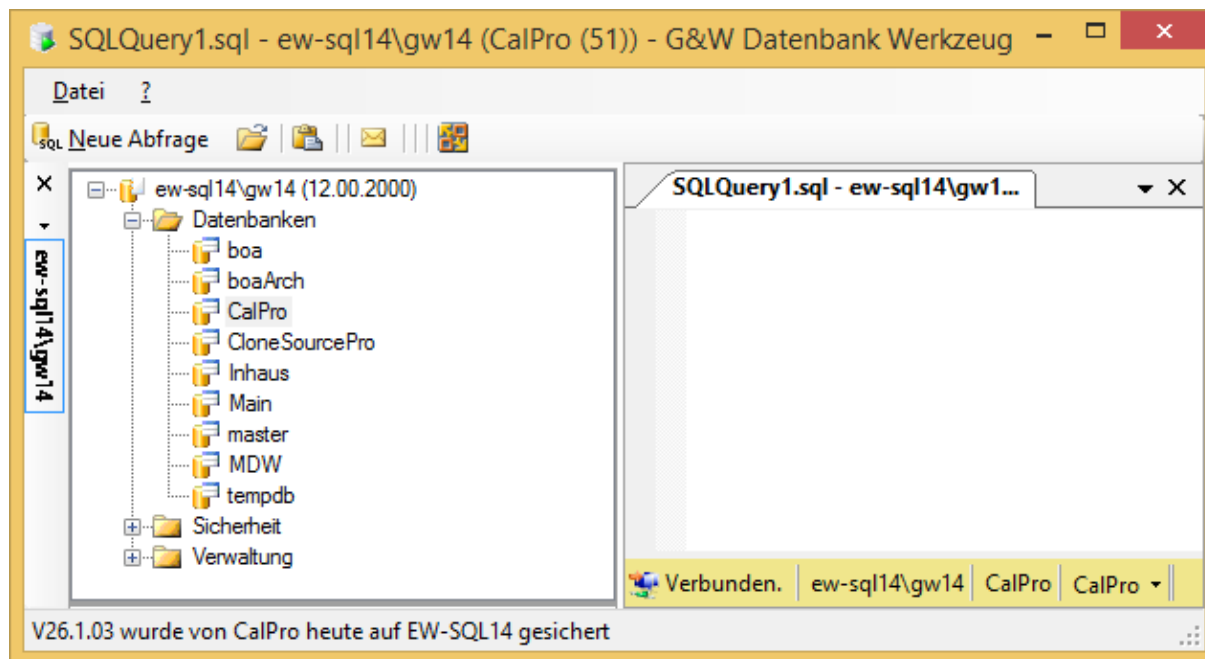 SQLQuery1.sql - ew-sql14\gw14 (CalPro (51)) - G&W Datenbank Werkzeug
Datei ?
SQL Neue Abfrage
ew-sql14\gw14
ew-sql14\gw14 (12.00.2000)
Datenbanken
boa
boaArch
CalPro
CloneSourcePro
Inhaus
Main
master
MDW
tempdb
Sicherheit
Verwaltung
SQLQuery1.sql - ew-sql14\gw1...
Verbunden. ew-sql14\gw14 CalPro CalPro
V26.1.03 wurde von CalPro heute auf EW-SQL14 gesichert